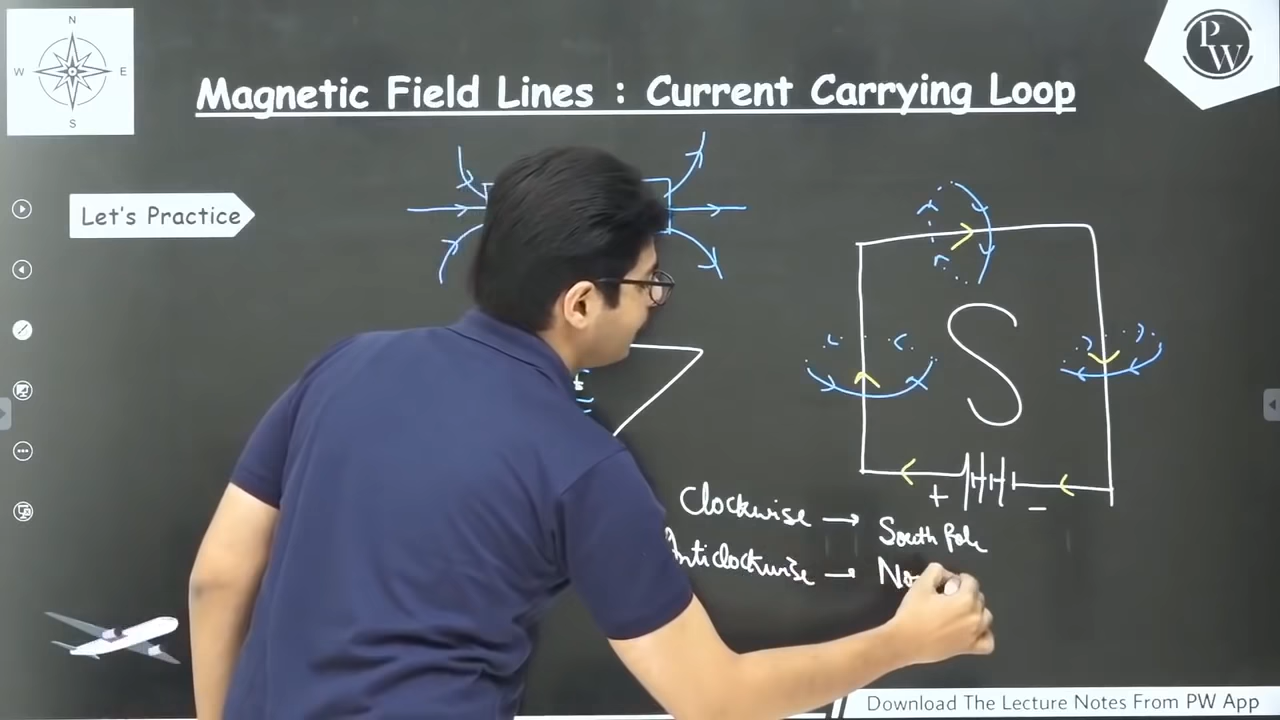 N
W E
S
PW
Magnetic Field Lines : Current Carrying Loop
Let's Practice
S
+ −
Clockwise → South Pole
Anticlockwise → No
Download The Lecture Notes From PW App